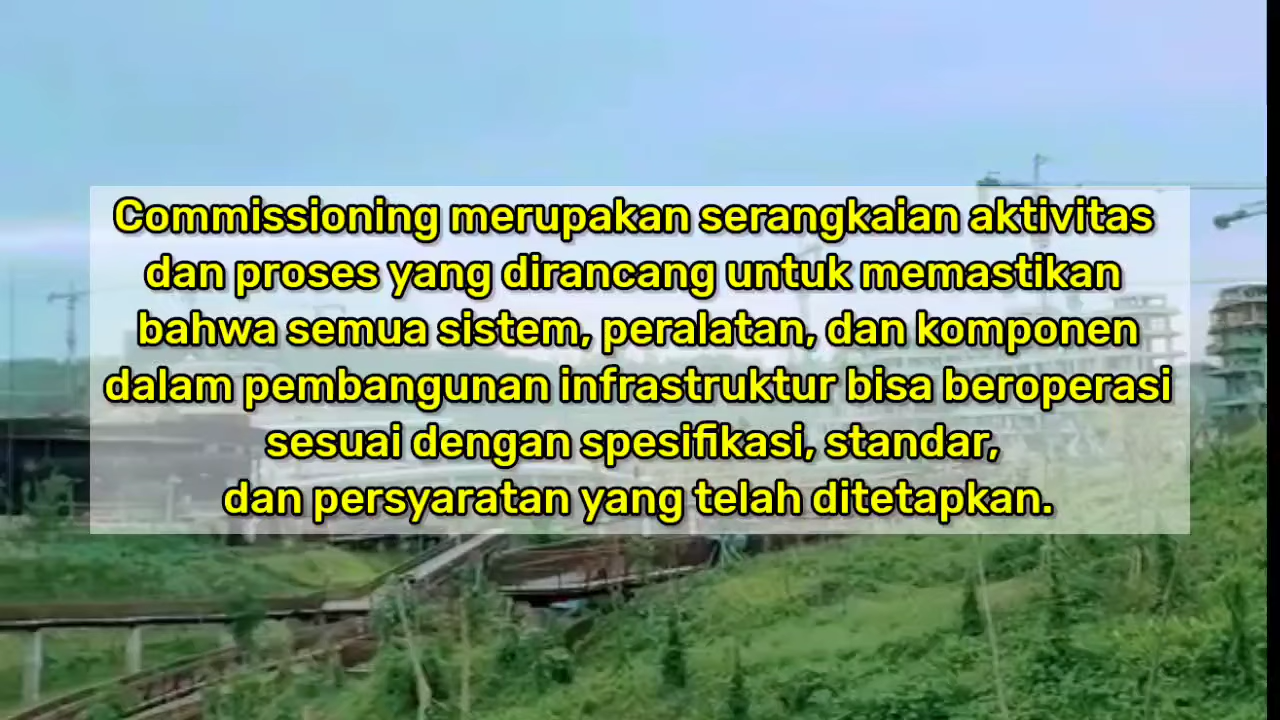 Commissioning merupakan serangkaian aktivitas
dan proses yang dirancang untuk memastikan
bahwa semua sistem, peralatan, dan komponen
dalam pembangunan infrastruktur bisa beroperasi
sesuai dengan spesifikasi, standar,
dan persyaratan yang telah ditetapkan.